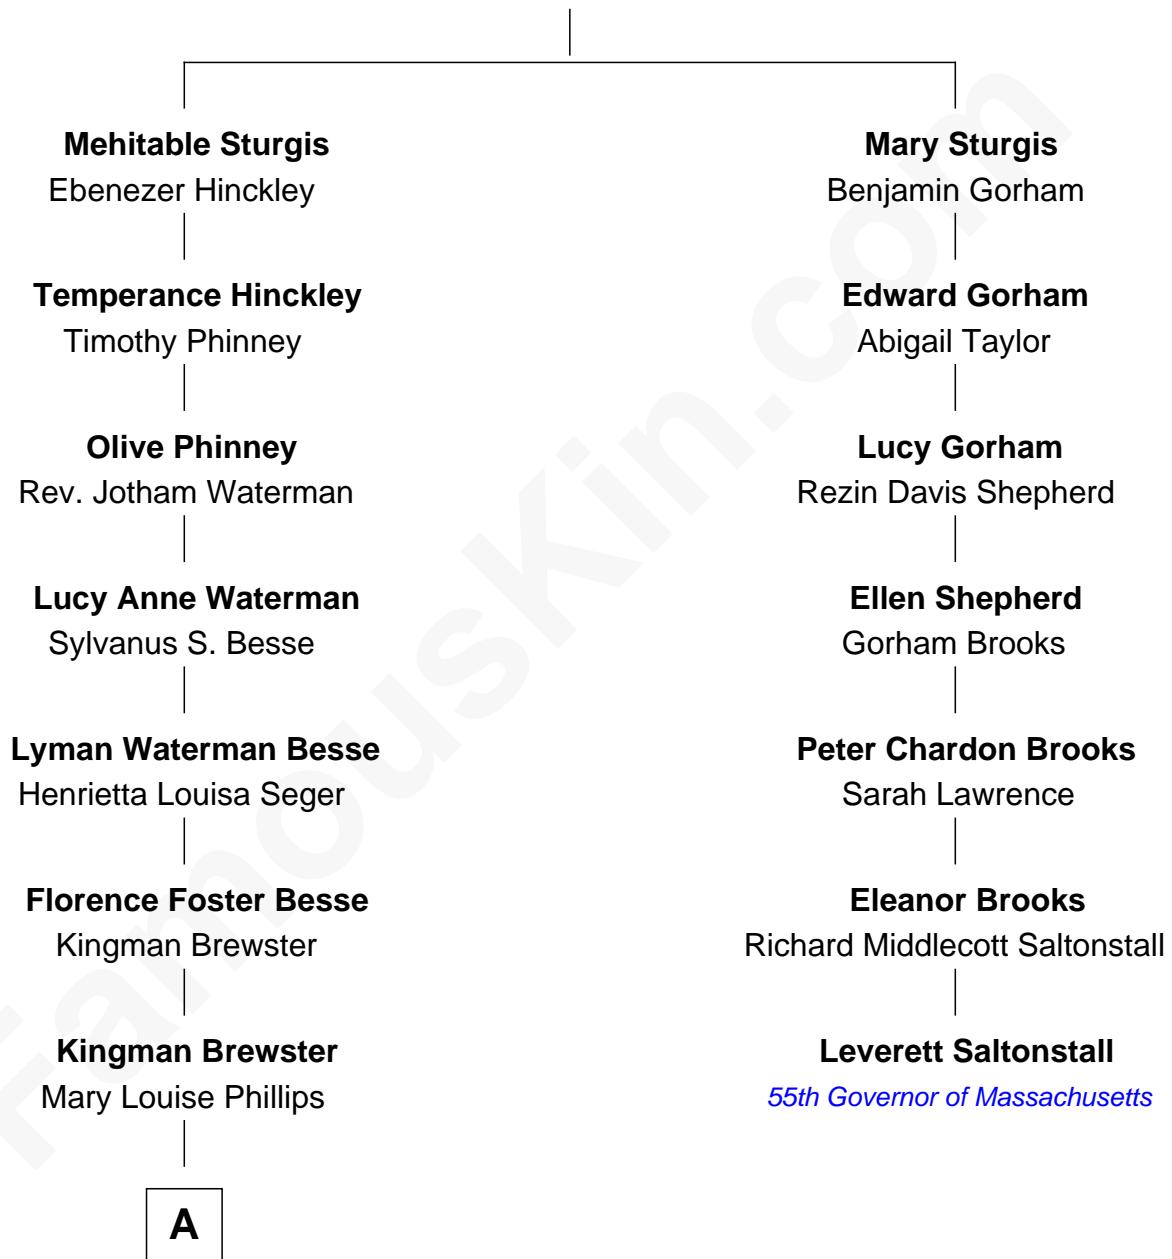 Mehitable Sturgis
Ebenezer Hinckley
Temperance Hinckley
Timothy Phinney
Olive Phinney
Rev. Jotham Waterman
Lucy Anne Waterman
Sylvanus S. Besse
Lyman Waterman Besse
Henrietta Louisa Seger
Florence Foster Besse
Kingman Brewster
Kingman Brewster
Mary Louise Phillips
A
Mary Sturgis
Benjamin Gorham
Edward Gorham
Abigail Taylor
Lucy Gorham
Rezin Davis Shepherd
Ellen Shepherd
Gorham Brooks
Peter Chardon Brooks
Sarah Lawrence
Eleanor Brooks
Richard Middlecott Saltonstall
Leverett Saltonstall
55th Governor of Massachusetts
FamousKin.com